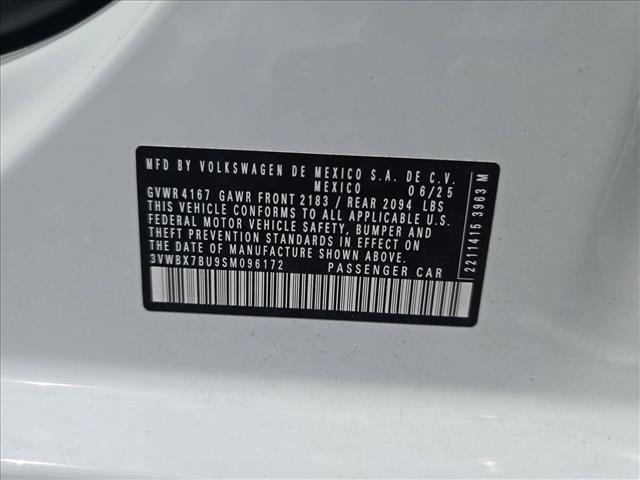 MFD BY VOLKSWAGEN DE MEXICO S.A. DE C.V.
MEXICO 06/25
GVWR 4167 GAWR FRONT 2183 / REAR 2094 LBS
THIS VEHICLE CONFORMS TO ALL APPLICABLE U.S.
FEDERAL MOTOR VEHICLE SAFETY, BUMPER AND
THEFT PREVENTION STANDARDS IN EFFECT ON
THE DATE OF MANUFACTURE SHOWN ABOVE.
3VWBX7BU9SM096172 PASSENGER CAR
2211415 3963 M